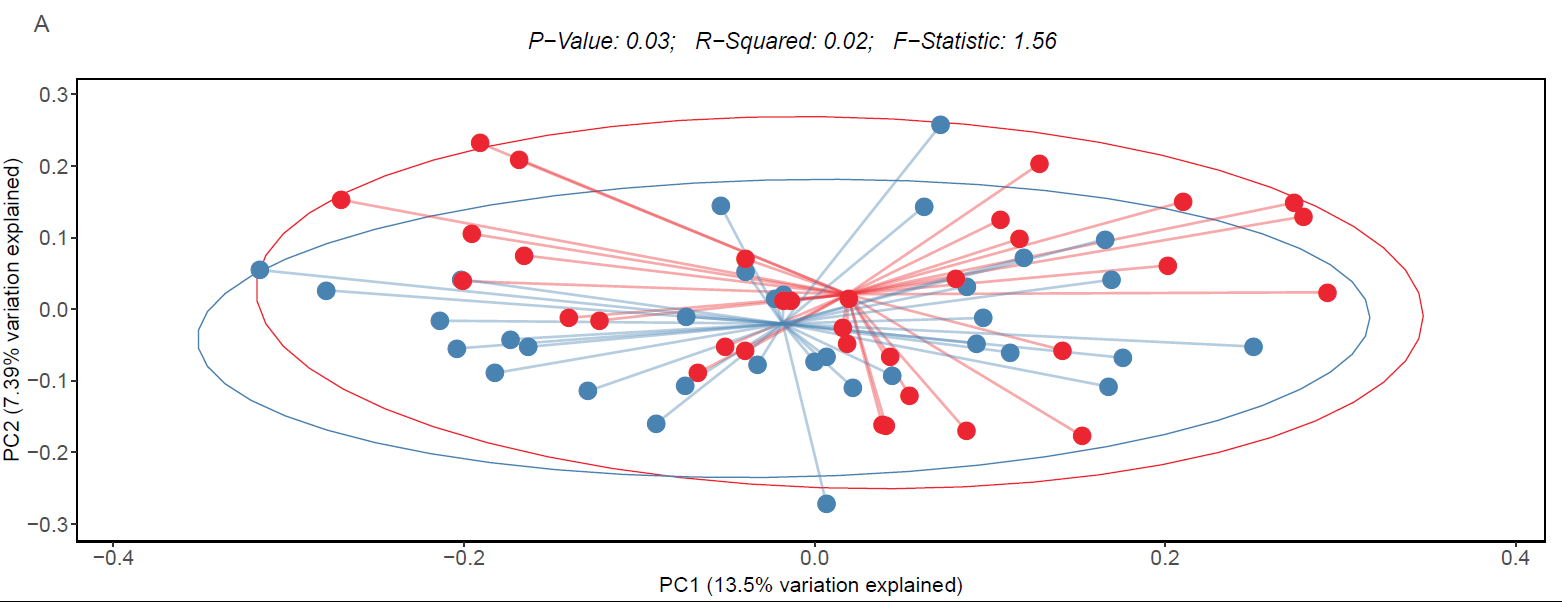 A
P−Value: 0.03; R−Squared: 0.02; F−Statistic: 1.56
0.3
0.2
0.1
0.0
−0.1
−0.2
−0.3
PC2 (7.39% variation explained)
−0.4 −0.2 0.0 0.2 0.4
PC1 (13.5% variation explained)